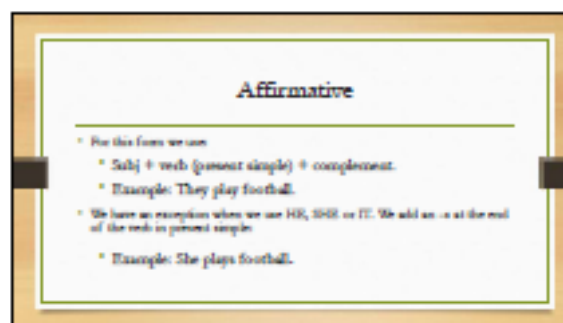 Affirmative
For this form we use:
Subj + verb (present simple) + complement.
Example: They play football.
We have an exception when we use HE, SHE or IT. We add an -s at the end
of the verb in present simple:
Example: She plays football.